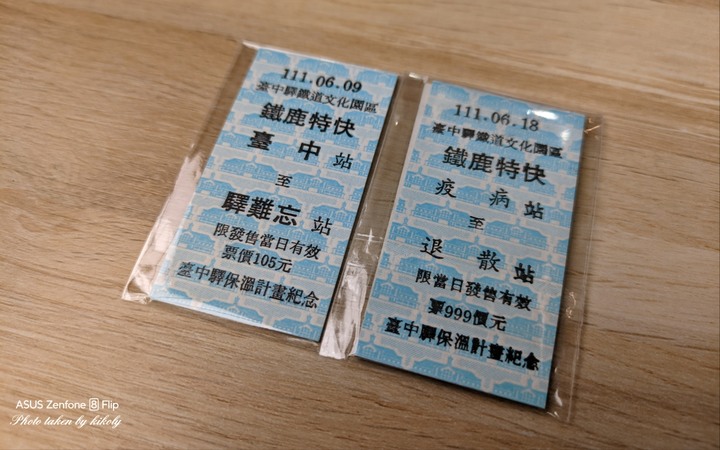 111.06.09
臺中驛鐵道文化園區
鐵鹿特快
臺中站
至
驛難忘站
限發售當日有效
票價105元
臺中驛保溫計畫紀念
111.06.18
臺中驛鐵道文化園區
鐵鹿特快
疫病站
至
退散站
限當日發售有效
票999價元
臺中驛保溫計畫紀念
ASUS Zenfone 8 Flip
Photo taken by kikoly